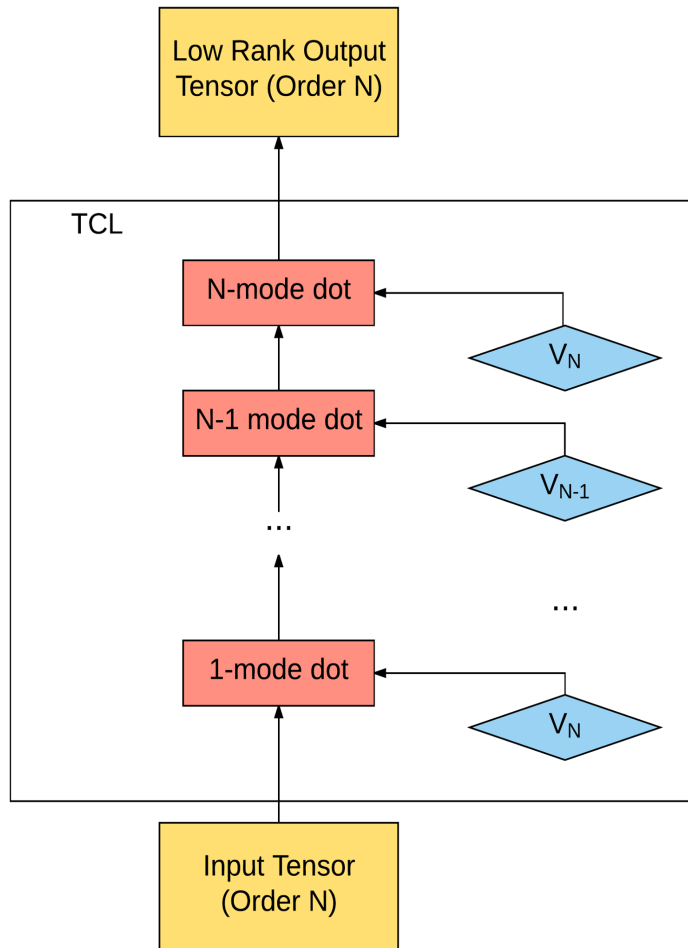 Low Rank Output
Tensor (Order N)
TCL
N-mode dot
V_N
N-1 mode dot
V_N-1
...
...
1-mode dot
V_N
Input Tensor
(Order N)